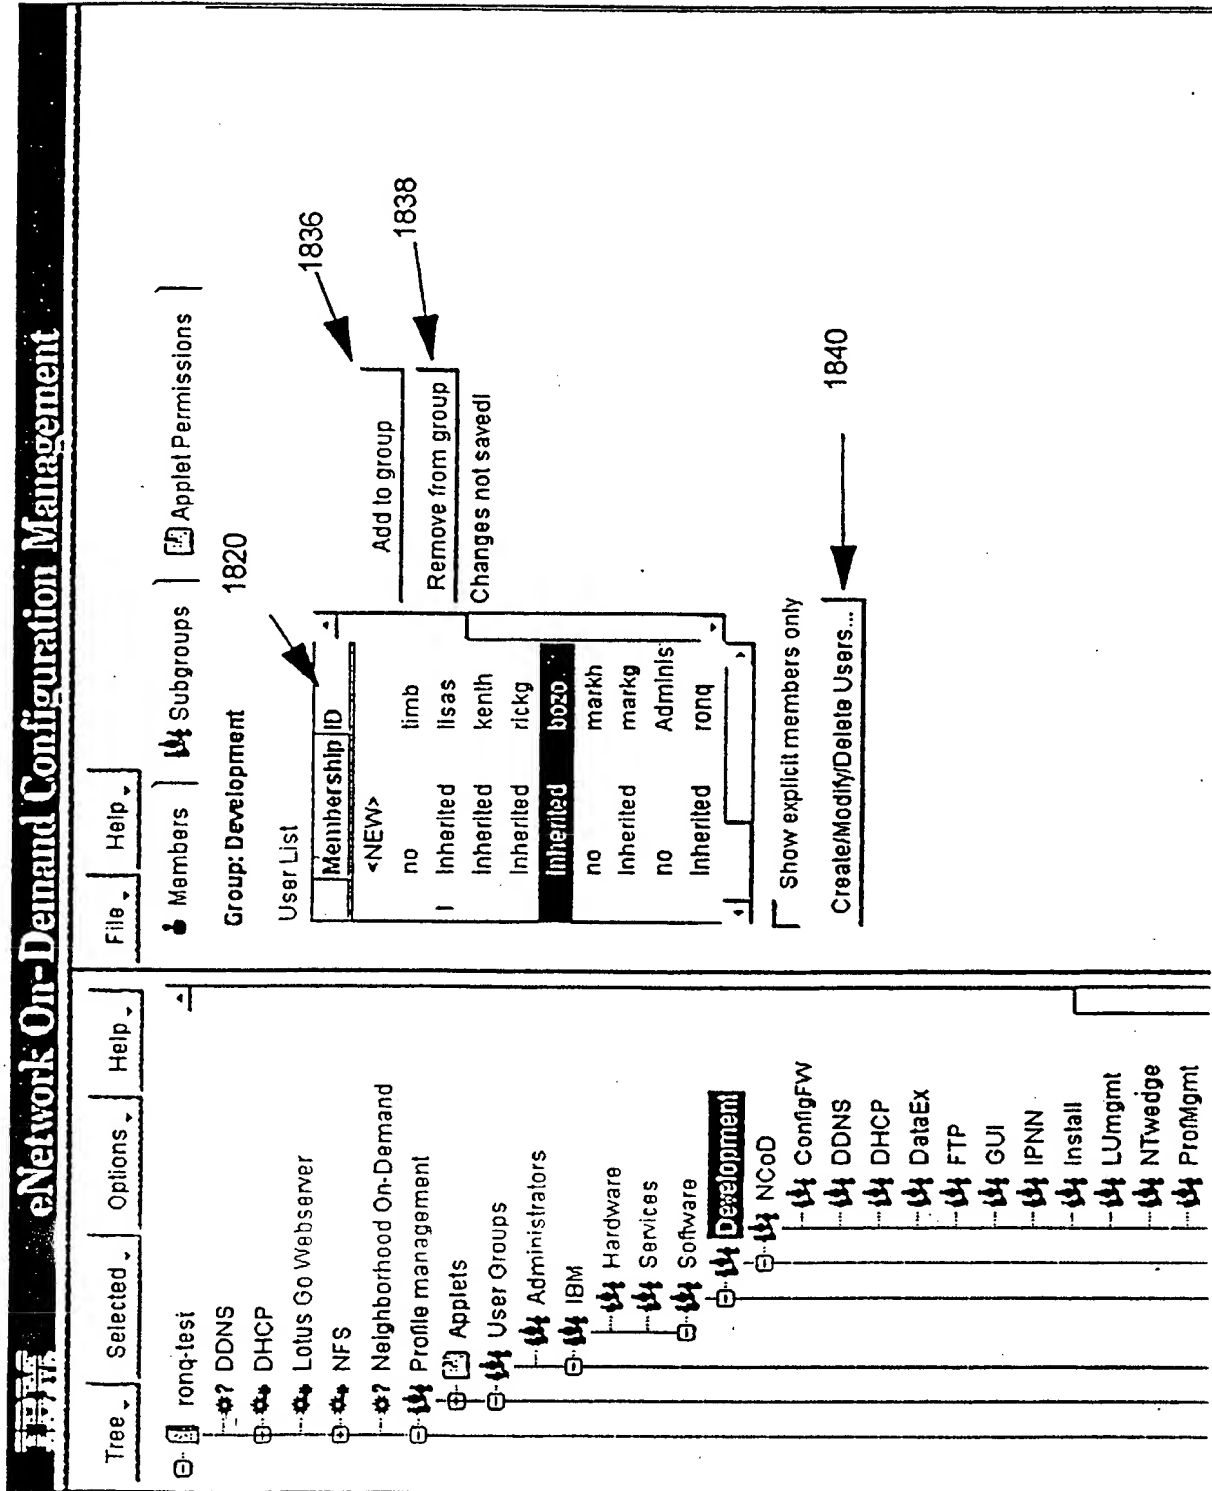 IBM eNetwork On-Demand Configuration Management
Tree Selected Options Help
ronq-test
DDNS
DHCP
Lotus Go Webserver
NFS
Neighborhood On-Demand
Profile management
Applets
User Groups
Administrators
IBM
Hardware
Services
Software
Development
NCoD
ConfigFW
DDNS
DHCP
DataEx
FTP
GUI
IPNN
Install
LUmgmt
NTwedge
ProfMgmt
File Help
Members Subgroups Applet Permissions
Group: Development
1820
User List
Membership ID
<NEW>
no timb
Inherited lisas
Inherited kenth
Inherited rickg
Inherited bozo
no markh
Inherited markg
no Adminis
Inherited ronq
Add to group
1836
Remove from group
1838
Changes not saved!
Show explicit members only
Create/Modify/Delete Users...
1840